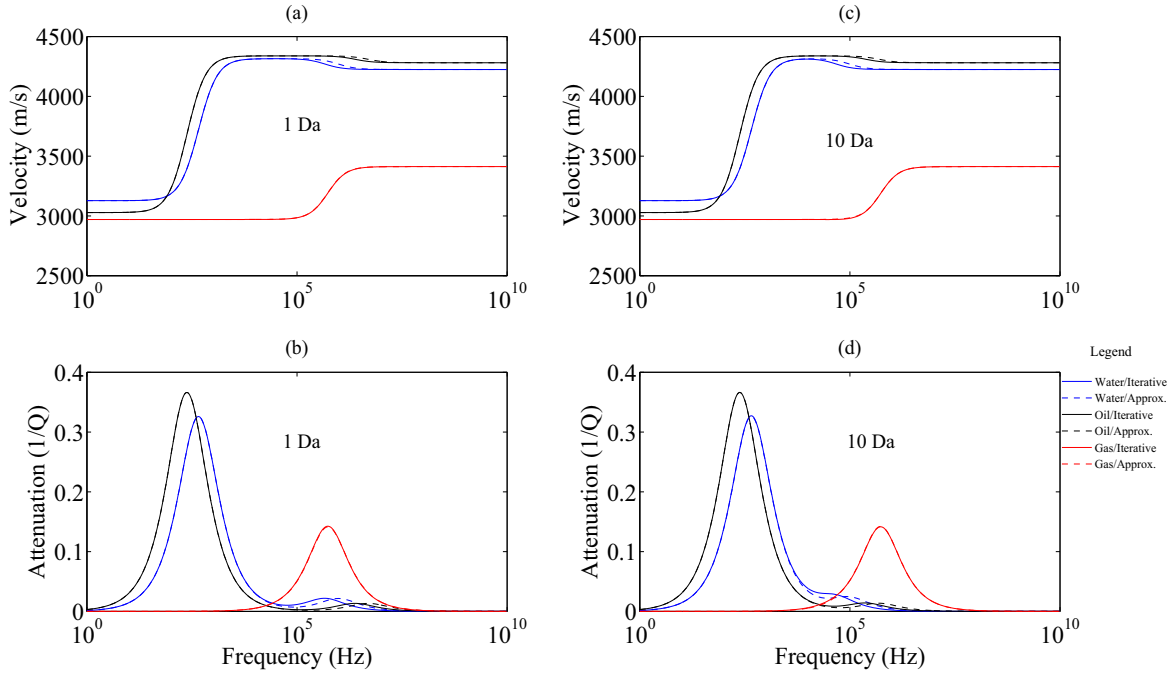 (a)
4500
4000
3500
3000
2500
Velocity (m/s)
1 Da
10^0
10^5
10^10
(c)
4500
4000
3500
3000
2500
Velocity (m/s)
10 Da
10^0
10^5
10^10
(b)
0.4
0.3
0.2
0.1
0
Attenuation (1/Q)
1 Da
10^0
10^5
10^10
Frequency (Hz)
(d)
0.4
0.3
0.2
0.1
0
Attenuation (1/Q)
10 Da
10^0
10^5
10^10
Frequency (Hz)
Legend
Water/Iterative
Water/Approx.
Oil/Iterative
Oil/Approx.
Gas/Iterative
Gas/Approx.